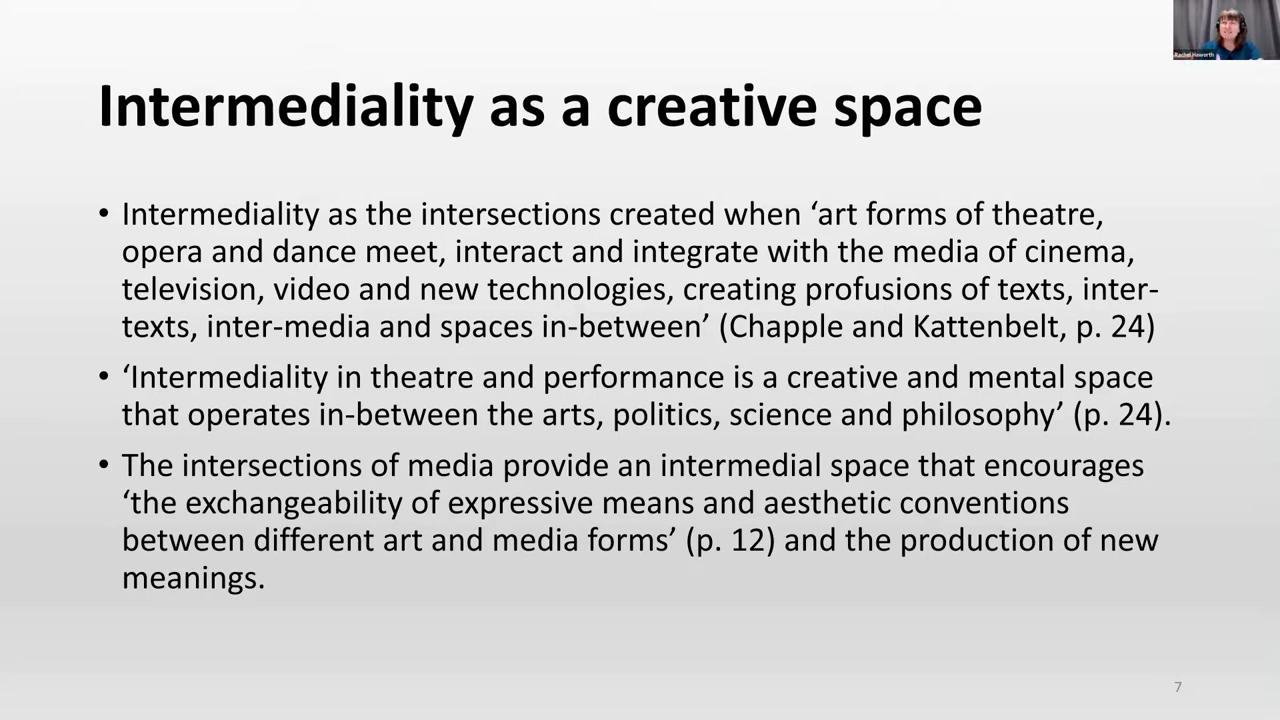 Rachel Haworth
Intermediality as a creative space
• Intermediality as the intersections created when ‘art forms of theatre,
opera and dance meet, interact and integrate with the media of cinema,
television, video and new technologies, creating profusions of texts, inter-
texts, inter-media and spaces in-between’ (Chapple and Kattenbelt, p. 24)
• ‘Intermediality in theatre and performance is a creative and mental space
that operates in-between the arts, politics, science and philosophy’ (p. 24).
• The intersections of media provide an intermedial space that encourages
‘the exchangeability of expressive means and aesthetic conventions
between different art and media forms’ (p. 12) and the production of new
meanings.
7